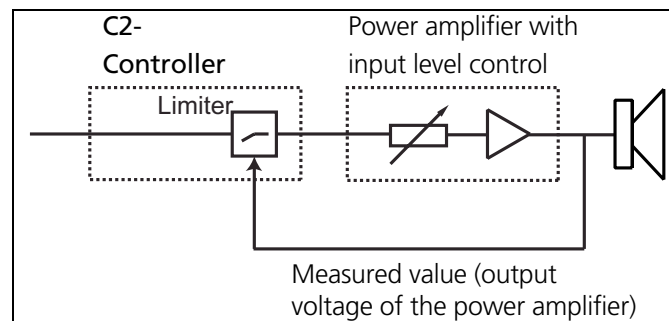 C2-
Controller
Power amplifier with
input level control
Limiter
Measured value (output
voltage of the power amplifier)